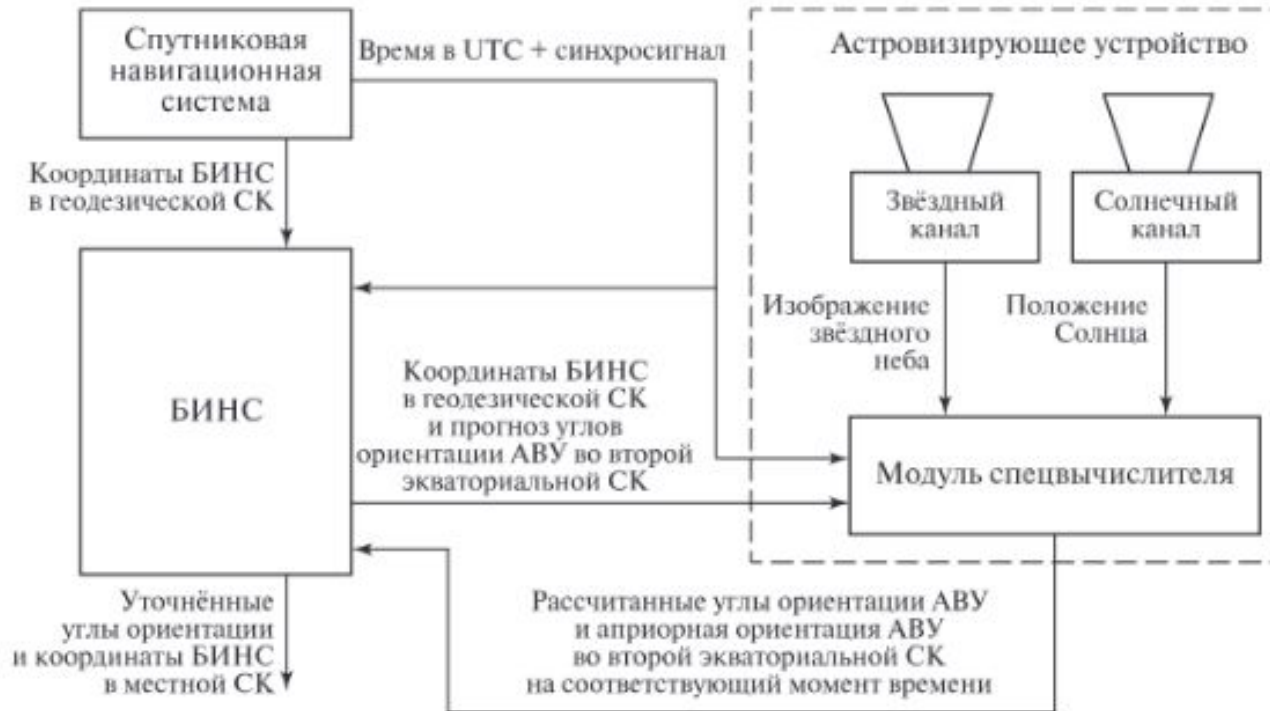 Спутниковая
навигационная
система
Время в UTC + синхросигнал
Астровизирующее устройство
Координаты БИНС
в геодезической СК
Звёздный
канал
Солнечный
канал
Изображение
звёздного
неба
Положение
Солнца
БИНС
Координаты БИНС
в геодезической СК
и прогноз углов
ориентации АВУ во второй
экваториальной СК
Модуль спецвычислителя
Уточнённые
углы ориентации
и координаты БИНС
в местной СК
Рассчитанные углы ориентации АВУ
и априорная ориентация АВУ
во второй экваториальной СК
на соответствующий момент времени